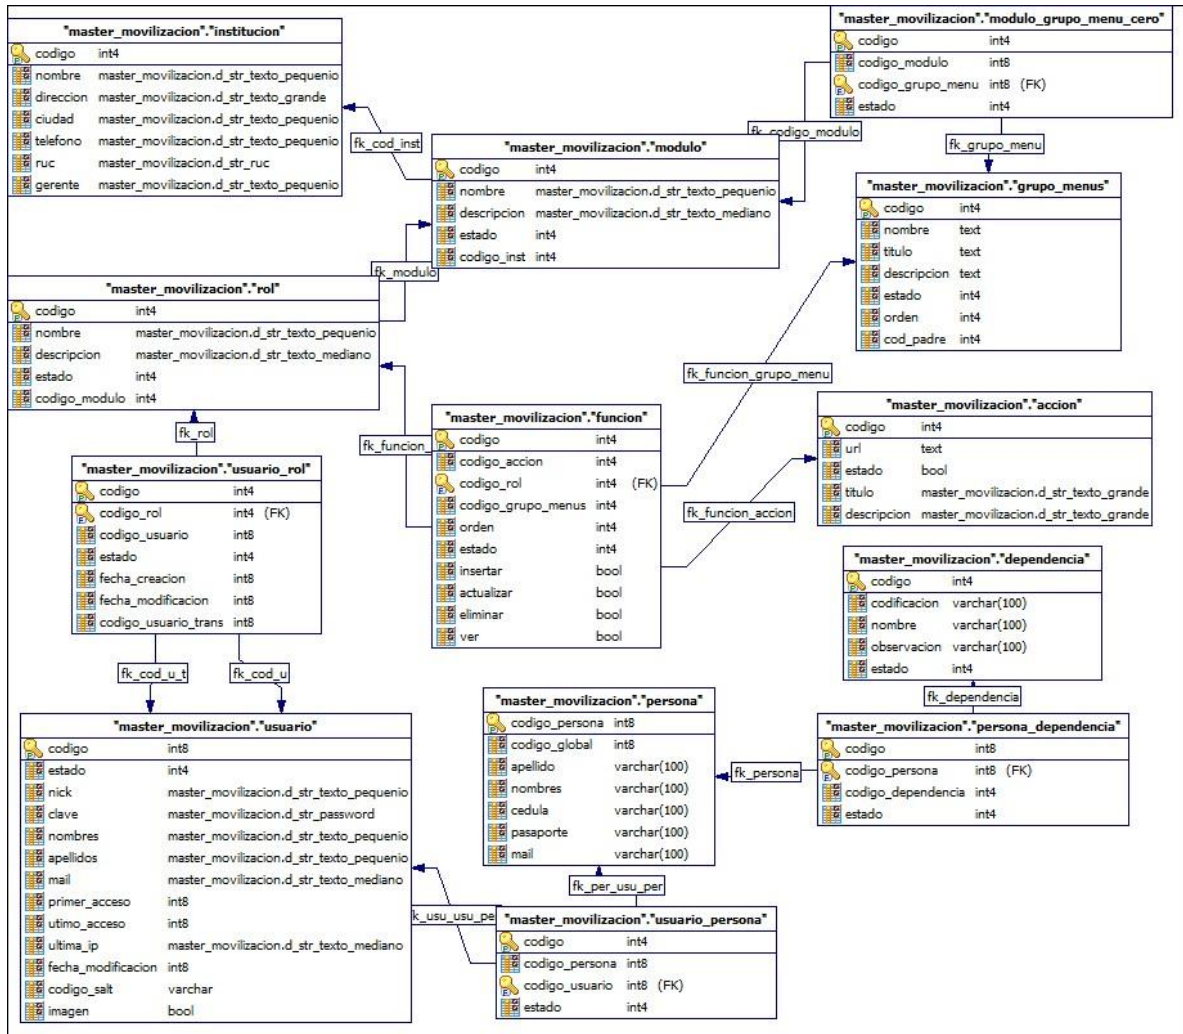 "master_movilizacion"."institucion"
codigo int4
nombre master_movilizacion.d_str_texto_pequenio
direccion master_movilizacion.d_str_texto_grande
ciudad master_movilizacion.d_str_texto_pequenio
telefono master_movilizacion.d_str_texto_pequenio
ruc master_movilizacion.d_str_ruc
gerente master_movilizacion.d_str_texto_pequenio
"master_movilizacion"."modulo_grupo_menu_cero"
codigo int4
codigo_modulo int8
codigo_grupo_menu int8 (FK)
estado int4
fk_cod_inst
fk_codigo_modulo
fk_grupo_menu
"master_movilizacion"."modulo"
codigo int4
nombre master_movilizacion.d_str_texto_pequenio
descripcion master_movilizacion.d_str_texto_mediano
estado int4
codigo_inst int4
"master_movilizacion"."grupo_menus"
codigo int4
nombre text
titulo text
descripcion text
estado int4
orden int4
cod_padre int4
fk_modulo
"master_movilizacion"."rol"
codigo int4
nombre master_movilizacion.d_str_texto_pequenio
descripcion master_movilizacion.d_str_texto_mediano
estado int4
codigo_modulo int4
fk_funcion_grupo_menu
fk_rol
fk_funcion_
"master_movilizacion"."funcion"
codigo int4
codigo_accion int4
codigo_rol int4 (FK)
codigo_grupo_menus int4
orden int4
estado int4
insertar bool
actualizar bool
eliminar bool
ver bool
"master_movilizacion"."accion"
codigo int4
url text
estado bool
titulo master_movilizacion.d_str_texto_grande
descripcion master_movilizacion.d_str_texto_grande
fk_funcion_accion
"master_movilizacion"."usuario_rol"
codigo int4
codigo_rol int4 (FK)
codigo_usuario int8
estado int4
fecha_creacion int8
fecha_modificacion int8
codigo_usuario_trans int8
"master_movilizacion"."dependencia"
codigo int4
codificacion varchar(100)
nombre varchar(100)
observacion varchar(100)
estado int4
fk_cod_u_t
fk_cod_u
fk_dependencia
"master_movilizacion"."usuario"
codigo int8
estado int4
nick master_movilizacion.d_str_texto_pequenio
clave master_movilizacion.d_str_password
nombres master_movilizacion.d_str_texto_pequenio
apellidos master_movilizacion.d_str_texto_pequenio
mail master_movilizacion.d_str_texto_mediano
primer_acceso int8
utimo_acceso int8
ultima_ip master_movilizacion.d_str_texto_mediano
fecha_modificacion int8
codigo_salt varchar
imagen bool
"master_movilizacion"."persona"
codigo_persona int8
codigo_global int8
apellido varchar(100)
nombres varchar(100)
cedula varchar(100)
pasaporte varchar(100)
mail varchar(100)
fk_persona
"master_movilizacion"."persona_dependencia"
codigo int8
codigo_persona int8 (FK)
codigo_dependencia int4
estado int4
fk_per_usu_per
fk_usu_usu_pe
"master_movilizacion"."usuario_persona"
codigo int4
codigo_persona int8
codigo_usuario int8 (FK)
estado int4